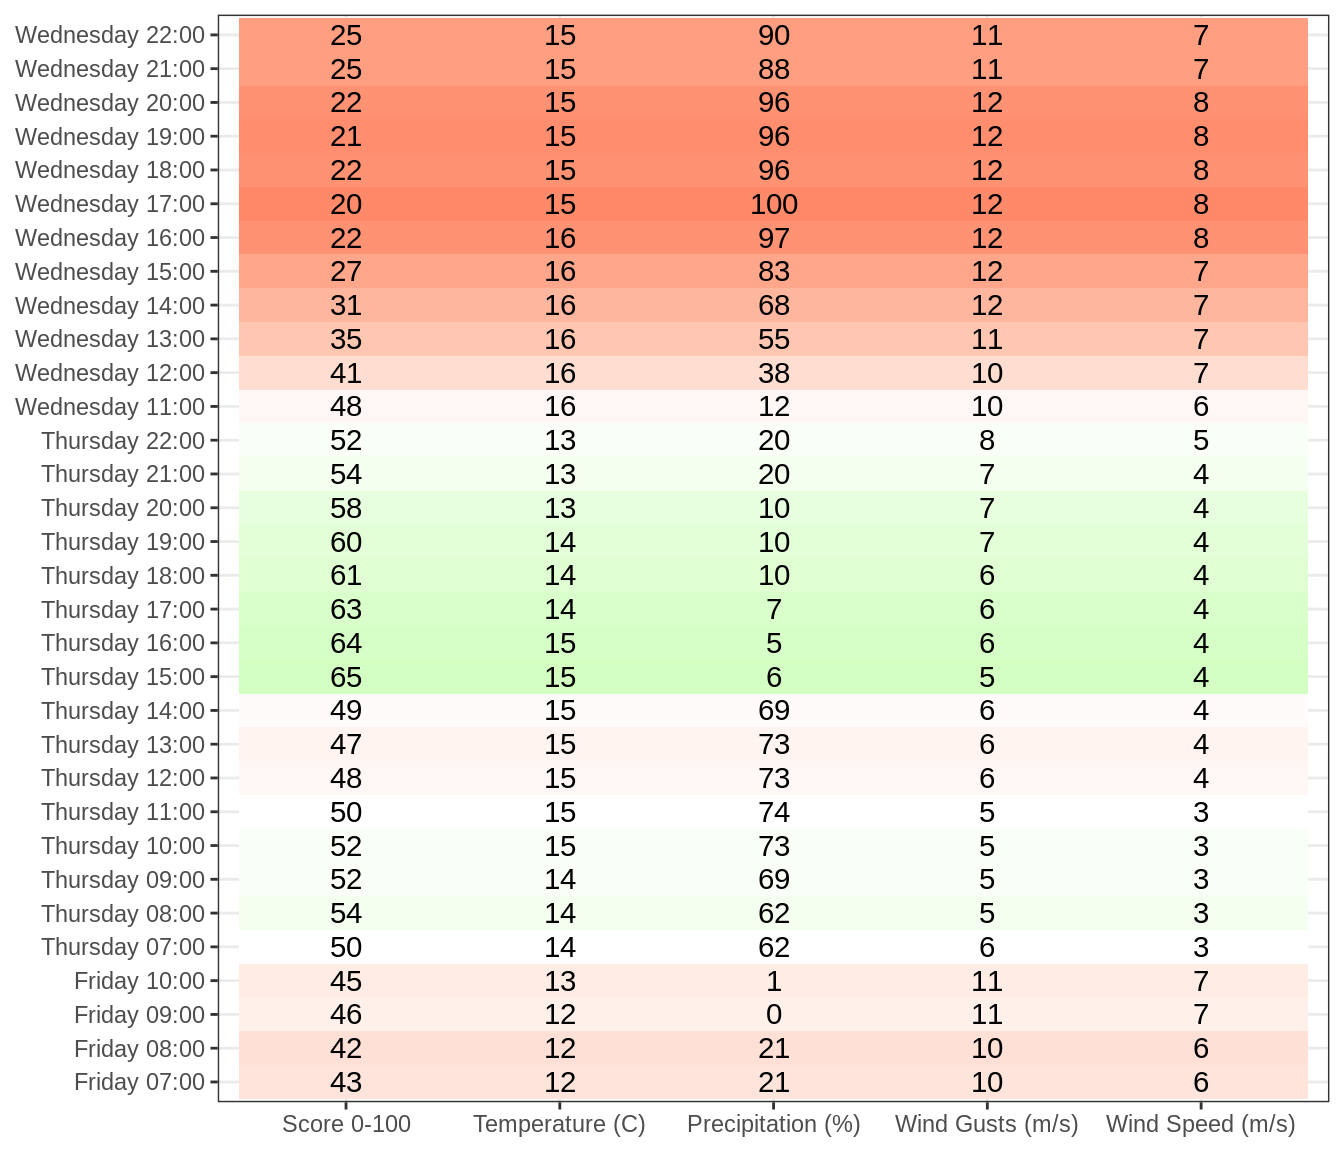 Wednesday 22:00 25 15 90 11 7
Wednesday 21:00 25 15 88 11 7
Wednesday 20:00 22 15 96 12 8
Wednesday 19:00 21 15 96 12 8
Wednesday 18:00 22 15 96 12 8
Wednesday 17:00 20 15 100 12 8
Wednesday 16:00 22 16 97 12 8
Wednesday 15:00 27 16 83 12 7
Wednesday 14:00 31 16 68 12 7
Wednesday 13:00 35 16 55 11 7
Wednesday 12:00 41 16 38 10 7
Wednesday 11:00 48 16 12 10 6
Thursday 22:00 52 13 20 8 5
Thursday 21:00 54 13 20 7 4
Thursday 20:00 58 13 10 7 4
Thursday 19:00 60 14 10 7 4
Thursday 18:00 61 14 10 6 4
Thursday 17:00 63 14 7 6 4
Thursday 16:00 64 15 5 6 4
Thursday 15:00 65 15 6 5 4
Thursday 14:00 49 15 69 6 4
Thursday 13:00 47 15 73 6 4
Thursday 12:00 48 15 73 6 4
Thursday 11:00 50 15 74 5 3
Thursday 10:00 52 15 73 5 3
Thursday 09:00 52 14 69 5 3
Thursday 08:00 54 14 62 5 3
Thursday 07:00 50 14 62 6 3
Friday 10:00 45 13 1 11 7
Friday 09:00 46 12 0 11 7
Friday 08:00 42 12 21 10 6
Friday 07:00 43 12 21 10 6
Score 0-100 Temperature (C) Precipitation (%) Wind Gusts (m/s) Wind Speed (m/s)